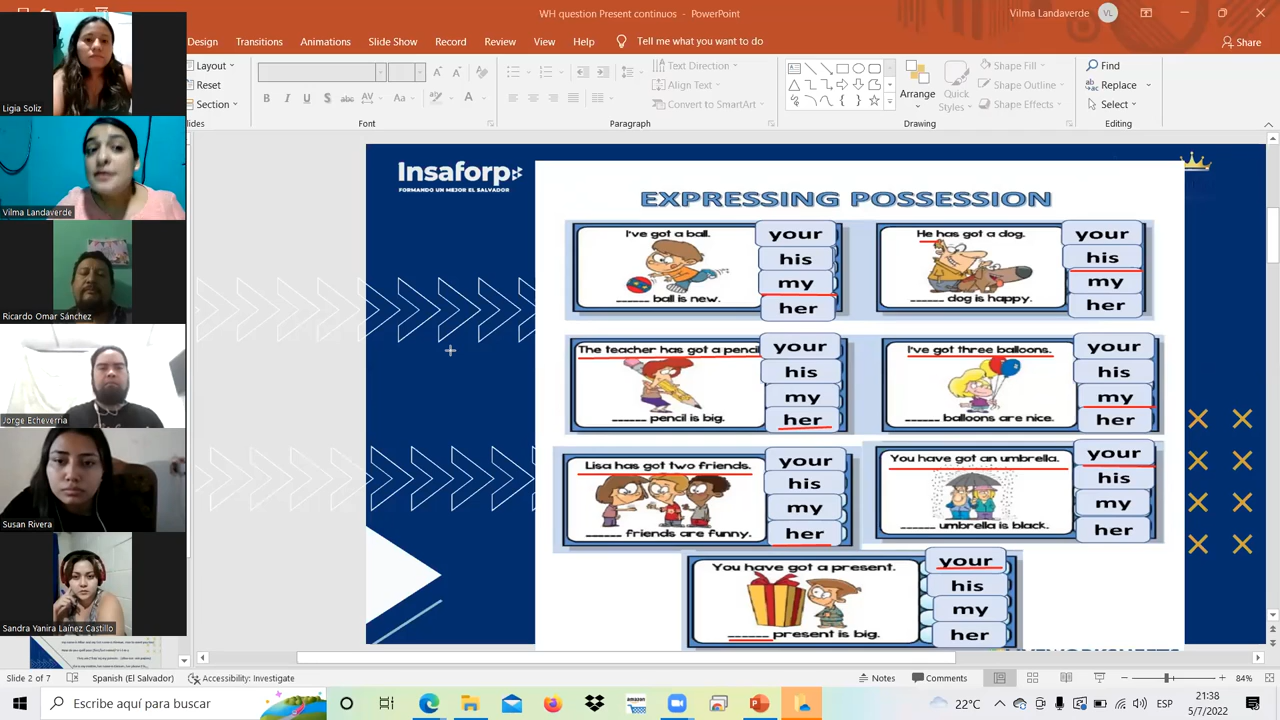 WH question Present continuos - PowerPoint
Vilma Landaverde VL
Design Transitions Animations Slide Show Record Review View Help Tell me what you want to do Share
Layout
Section
Text Direction
Align Text
Convert to SmartArt
Arrange
Quick Styles
Shape Fill
Shape Outline
Shape Effects
Find
Replace
Select
lides Font Paragraph Drawing Editing
Ligia Soliz
Vilma Landaverde
Ricardo Omar Sánchez
Jorge Echeverria
Susan Rivera
Sandra Yanira Laínez Castillo
Insaforp
FORMANDO UN MEJOR EL SALVADOR
EXPRESSING POSSESSION
I've got a ball.
______ ball is new.
your
his
my
her
He has got a dog.
______ dog is happy.
your
his
my
her
The teacher has got a pencil
______ pencil is big.
your
his
my
her
I've got three balloons.
______ balloons are nice.
your
his
my
her
Lisa has got two friends.
______ friends are funny.
your
his
my
her
You have got an umbrella.
______ umbrella is black.
your
his
my
her
You have got a present.
______ present is big.
your
his
my
her
Slide 2 of 7 Spanish (El Salvador) Accessibility: Investigate Notes Comments 84%
Escribe aquí para buscar
amazon
22°C ESP 21:38
5/7/2022